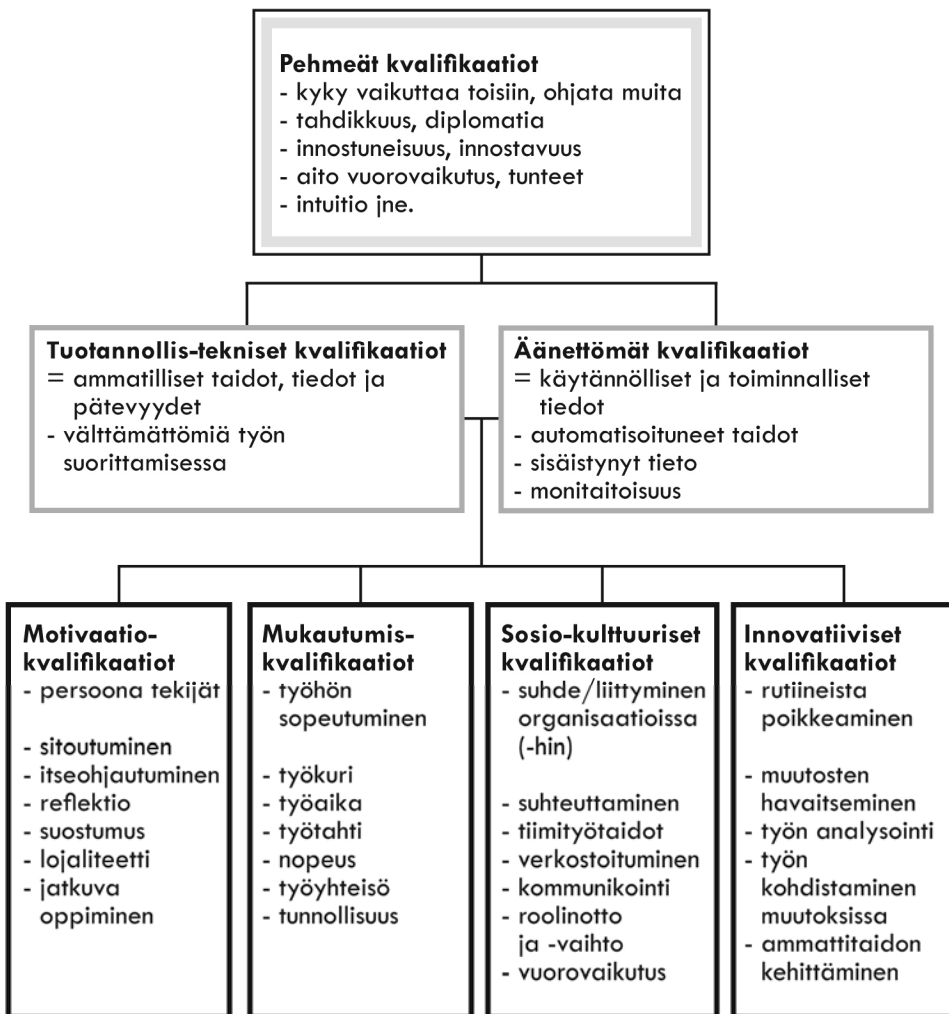 Pehmeät kvalifikaatiot
- kyky vaikuttaa toisiin, ohjata muita
- tahdikkuus, diplomatia
- innostuneisuus, innostavuus
- aito vuorovaikutus, tunteet
- intuitio jne.
Tuotannollis-tekniset kvalifikaatiot
= ammatilliset taidot, tiedot ja
pätevyydet
- välttämättömiä työn
suorittamisessa
Äänettömät kvalifikaatiot
= käytännölliset ja toiminnalliset
tiedot
- automatisoituneet taidot
- sisäistynyt tieto
- monitaitoisuus
Motivaatio-
kvalifikaatiot
- persoona tekijät
- sitoutuminen
- itseohjautuminen
- reflektio
- suostumus
- lojaliteetti
- jatkuva
oppiminen
Mukautumis-
kvalifikaatiot
- työhön
sopeutuminen
- työkuri
- työaika
- työtahti
- nopeus
- työyhteisö
- tunnollisuus
Sosio-kulttuuriset
kvalifikaatiot
- suhde/liittyminen
organisaatioissa
(-hin)
- suhteuttaminen
- tiimityötaidot
- verkostoituminen
- kommunikointi
- roolinotto
ja -vaihto
- vuorovaikutus
Innovatiiviset
kvalifikaatiot
- rutiineista
poikkeaminen
- muutosten
havaitseminen
- työn analysointi
- työn
kohdistaminen
muutoksissa
- ammattitaidon
kehittäminen